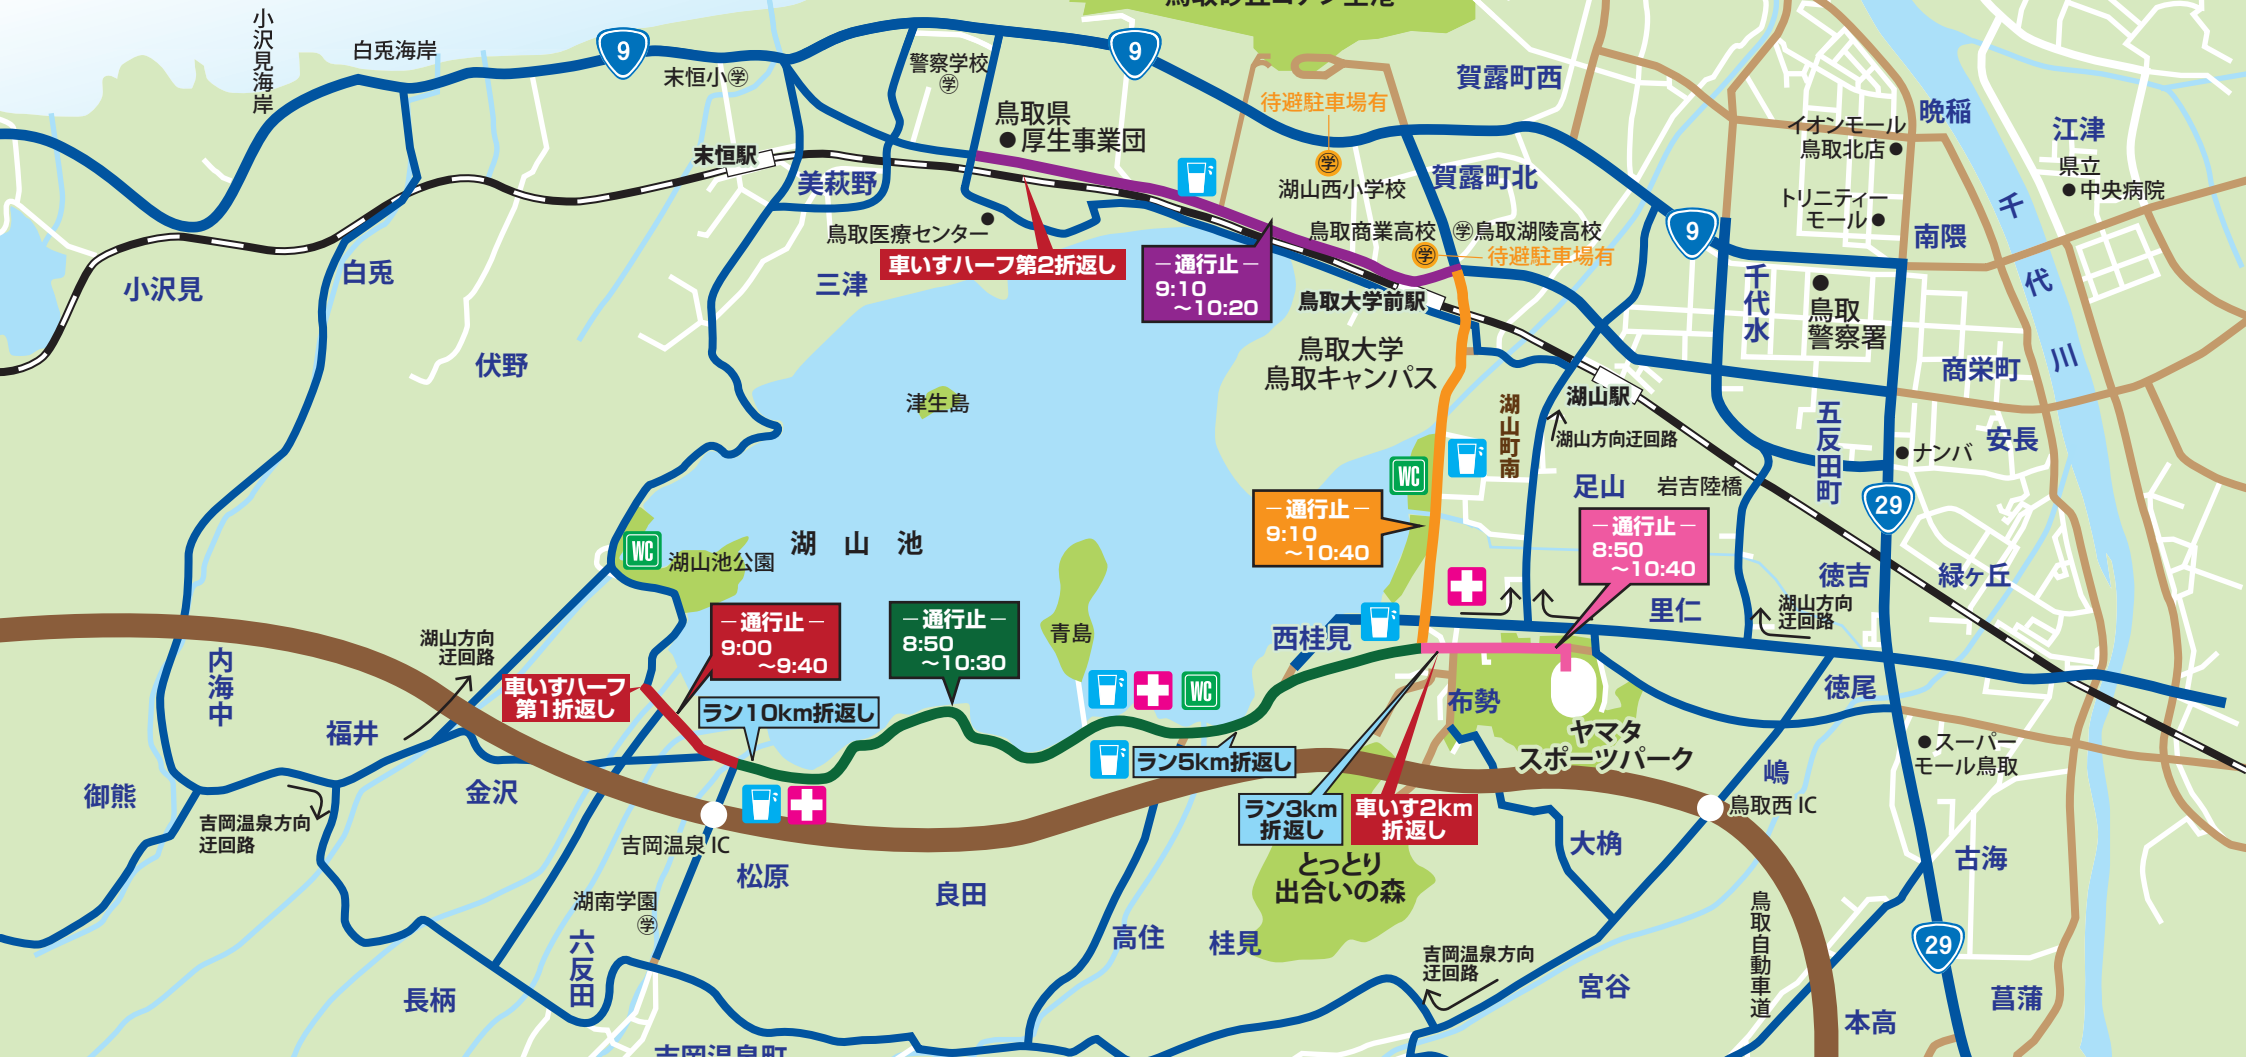 小沢見海岸
白兎海岸
9
末恒小㊫
警察学校
㊫
鳥取県
●厚生事業団
9
待避駐車場有
㊫
湖山西小学校
賀露町西
賀露町北
イオンモール
鳥取北店●
トリニティー
モール●
晩稲
江津
県立
●中央病院
千代川
南隈
末恒駅
美萩野
鳥取医療センター
車いすハーフ第2折返し
－通行止－
9:10
～10:20
鳥取商業高校
㊫
㊫鳥取湖陵高校
待避駐車場有
9
千代水
鳥取
警察署
小沢見
白兎
三津
鳥取大学前駅
鳥取大学
鳥取キャンパス
伏野
津生島
湖山駅
湖山町南
湖山方向迂回路
商栄町
五反田町
安長
●ナンバ
足山
岩吉陸橋
29
WC
－通行止－
9:10
～10:40
－通行止－
8:50
～10:40
湖山池
WC
湖山池公園
徳吉
緑ヶ丘
里仁
湖山方向
迂回路
－通行止－
9:00
～9:40
－通行止－
8:50
～10:30
青島
西桂見
湖山方向
迂回路
内海中
車いすハーフ
第1折返し
ラン10km折返し
WC
ラン5km折返し
布勢
ヤマタ
スポーツパーク
徳尾
●スーパー
モール鳥取
福井
御熊
金沢
吉岡温泉方向
迂回路
吉岡温泉 IC
ラン3km
折返し
車いす2km
折返し
嶋
鳥取西 IC
とっとり
出合いの森
大桷
古海
松原
良田
湖南学園
㊫
六反田
高住
桂見
吉岡温泉方向
迂回路
鳥取自動車道
29
長柄
宮谷
本高
菖蒲